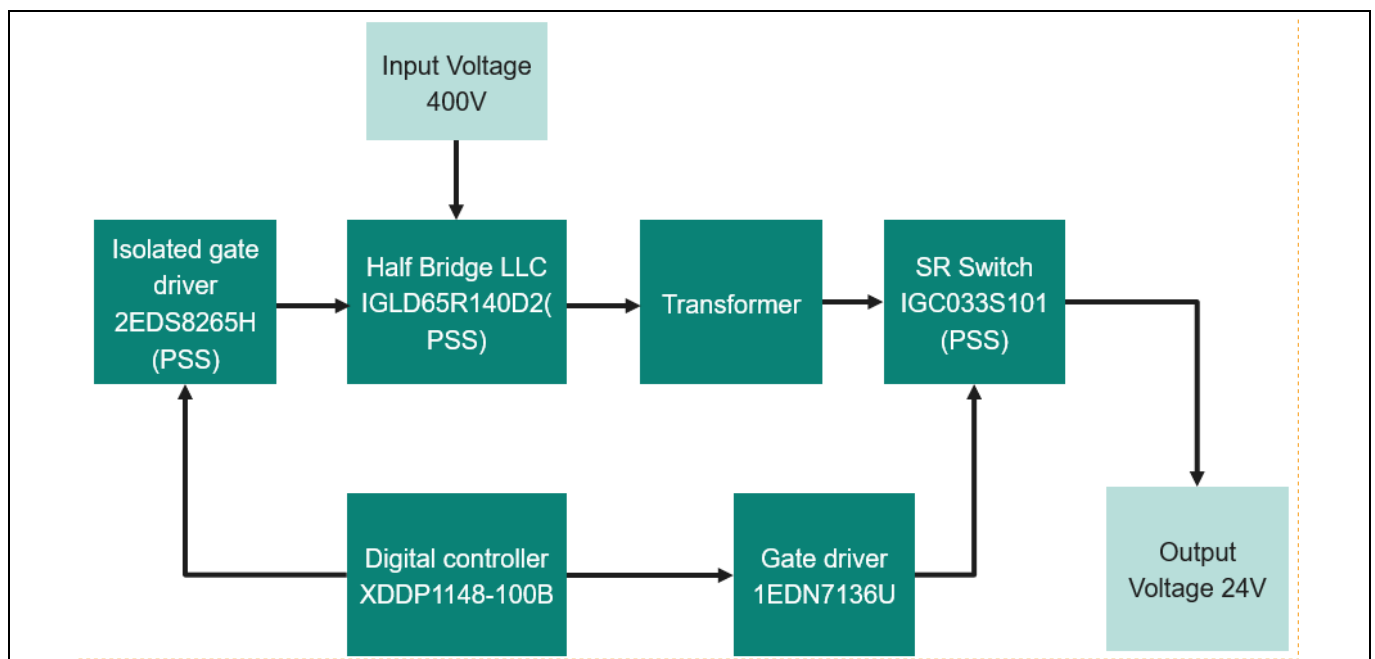 Input Voltage
400V
Isolated gate
driver
2EDS8265H
(PSS)
Half Bridge LLC
IGLD65R140D2(
PSS)
Transformer
SR Switch
IGC033S101
(PSS)
Digital controller
XDDP1148-100B
Gate driver
1EDN7136U
Output
Voltage 24V